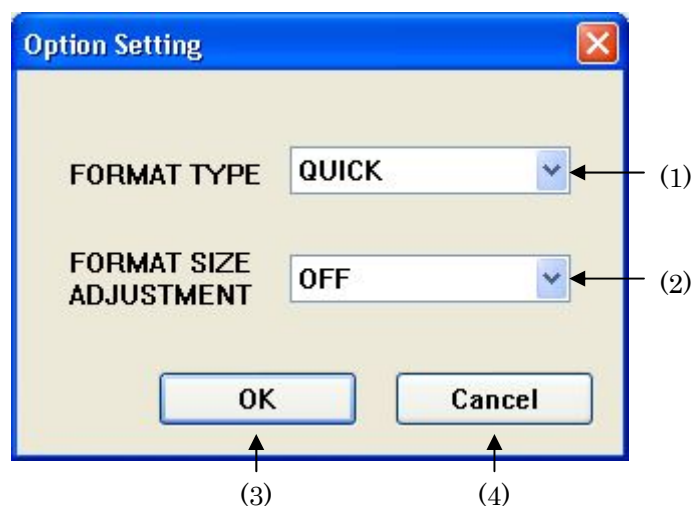 Option Setting
FORMAT TYPE QUICK (1)
FORMAT SIZE
ADJUSTMENT OFF (2)
OK Cancel
(3) (4)